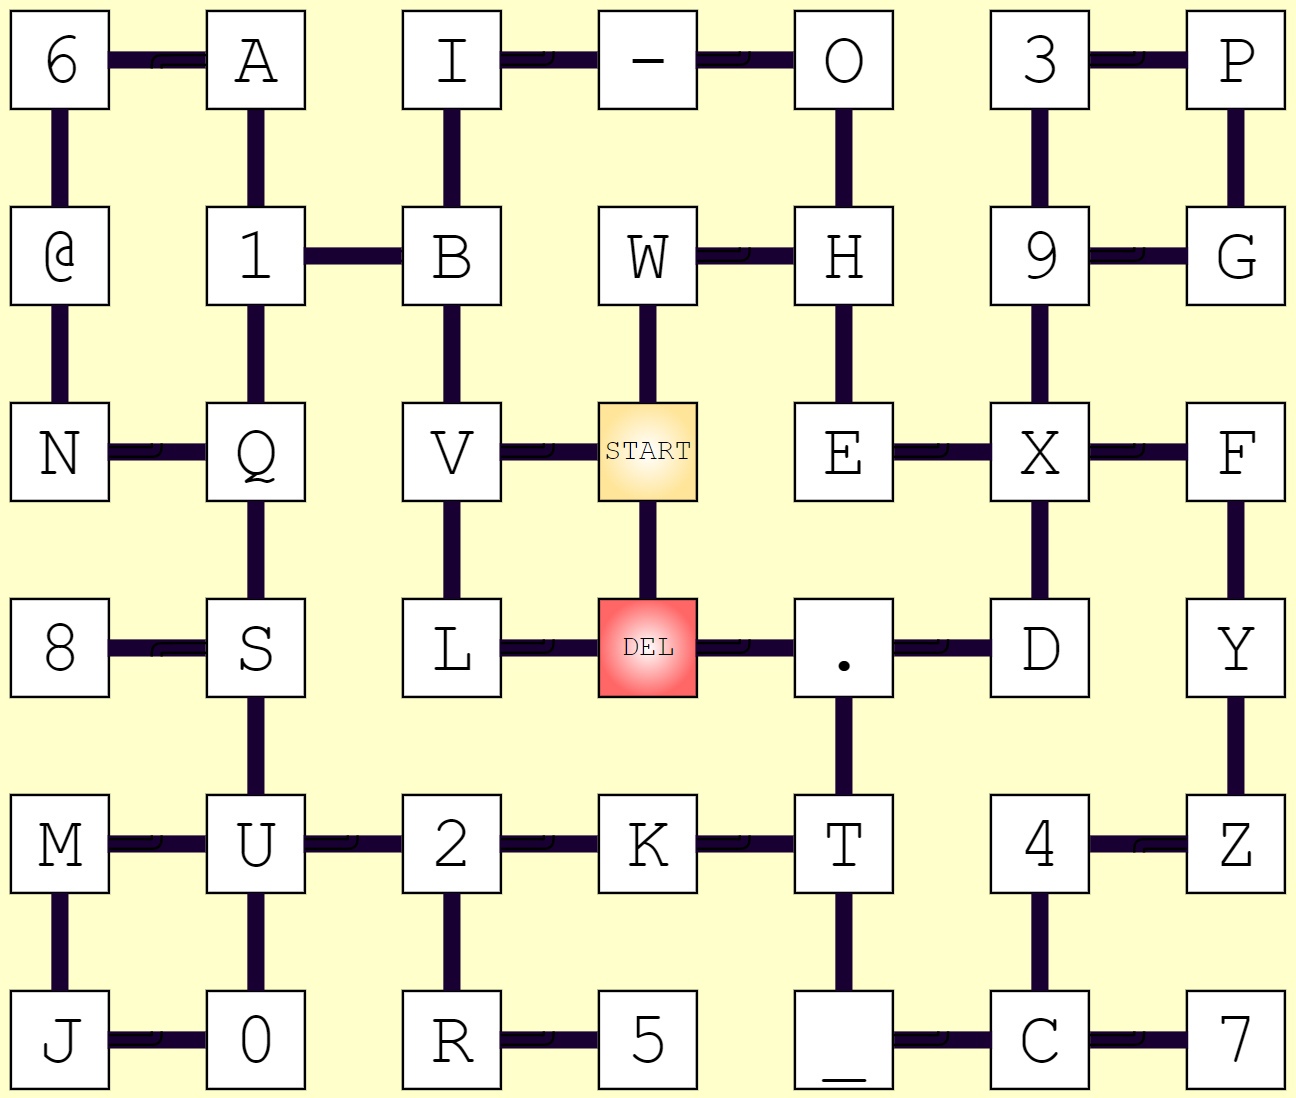 6 A I - O 3 P
@ 1 B W H 9 G
N Q V START E X F
8 S L DEL . D Y
M U 2 K T 4 Z
J 0 R 5 _ C 7